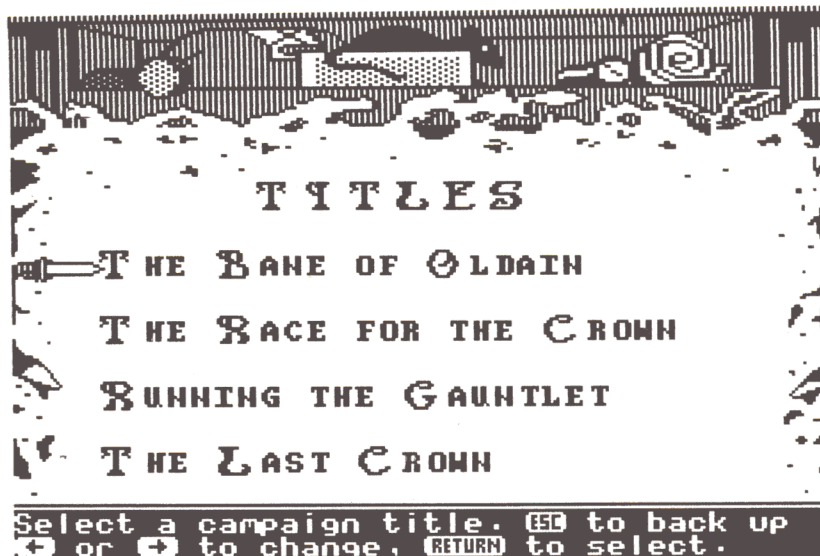 TITLES
THE BANE OF OLDAIN
THE RACE FOR THE CROWN
RUNNING THE GAUNTLET
THE LAST CROWN
Select a campaign title. ESC to back up
← or → to change, RETURN to select.